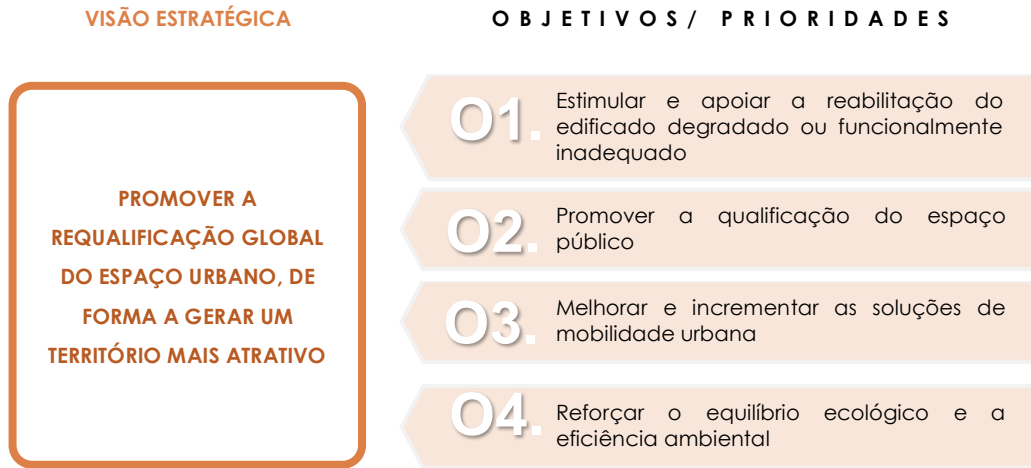 VISÃO ESTRATÉGICA
OBJETIVOS/ PRIORIDADES
PROMOVER A
REQUALIFICAÇÃO GLOBAL
DO ESPAÇO URBANO, DE
FORMA A GERAR UM
TERRITÓRIO MAIS ATRATIVO
O1.
Estimular e apoiar a reabilitação do
edificado degradado ou funcionalmente
inadequado
O2.
Promover a qualificação do espaço
público
O3.
Melhorar e incrementar as soluções de
mobilidade urbana
O4.
Reforçar o equilíbrio ecológico e a
eficiência ambiental